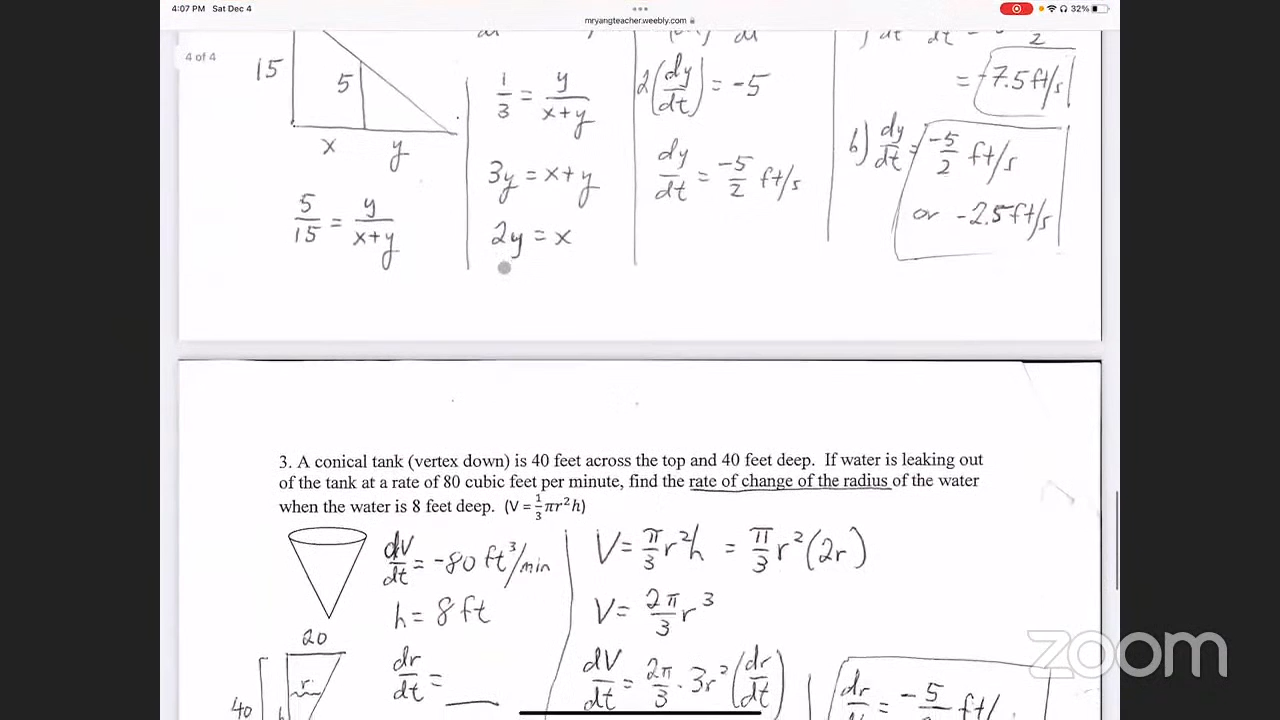 4:07 PM Sat Dec 4
mryangteacher.weebly.com
32%
4 of 4
15
5
x
y
5/15 = y/(x+y)
1/3 = y/(x+y)
3y = x+y
2y = x
2(dy/dt) = -5
dy/dt = -5/2 ft/s
= -7.5 ft/s
b) dy/dt = -5/2 ft/s
or -2.5 ft/s
3. A conical tank (vertex down) is 40 feet across the top and 40 feet deep. If water is leaking out
of the tank at a rate of 80 cubic feet per minute, find the rate of change of the radius of the water
when the water is 8 feet deep. (V = 1/3 πr²h)
dV/dt = -80 ft³/min
h = 8 ft
dr/dt = __
20
r
40
V = π/3 r²h = π/3 r²(2r)
V = 2π/3 r³
dV/dt = 2π/3 · 3r² (dr/dt)
zoom